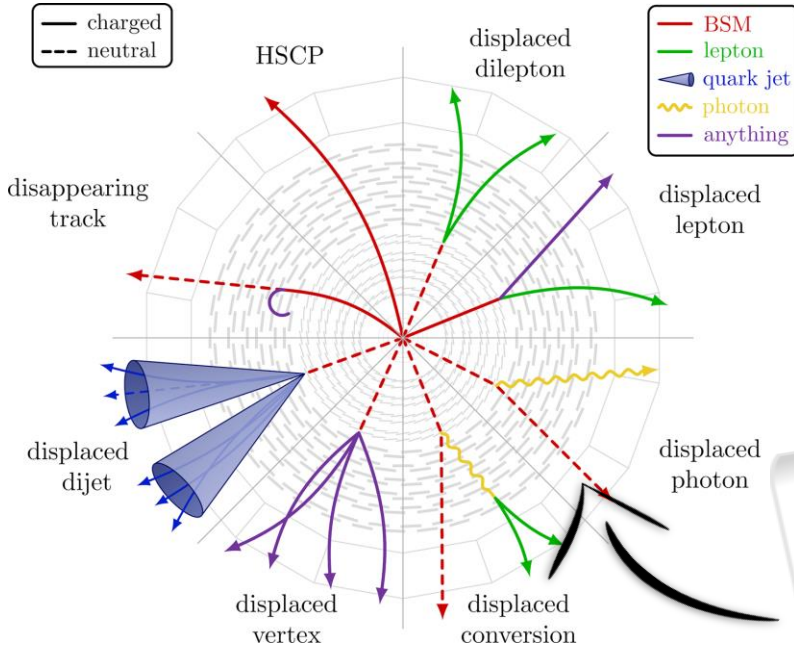 charged
neutral
HSCP
displaced
dilepton
BSM
lepton
quark jet
photon
anything
disappearing
track
displaced
lepton
displaced
dijet
displaced
photon
displaced
vertex
displaced
conversion